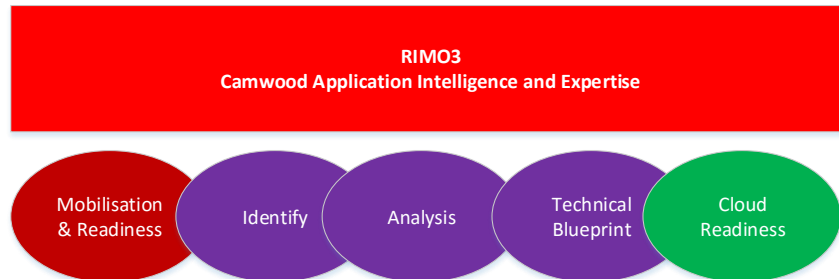 RIMO3
Camwood Application Intelligence and Expertise
Mobilisation
& Readiness
Identify
Analysis
Technical
Blueprint
Cloud
Readiness